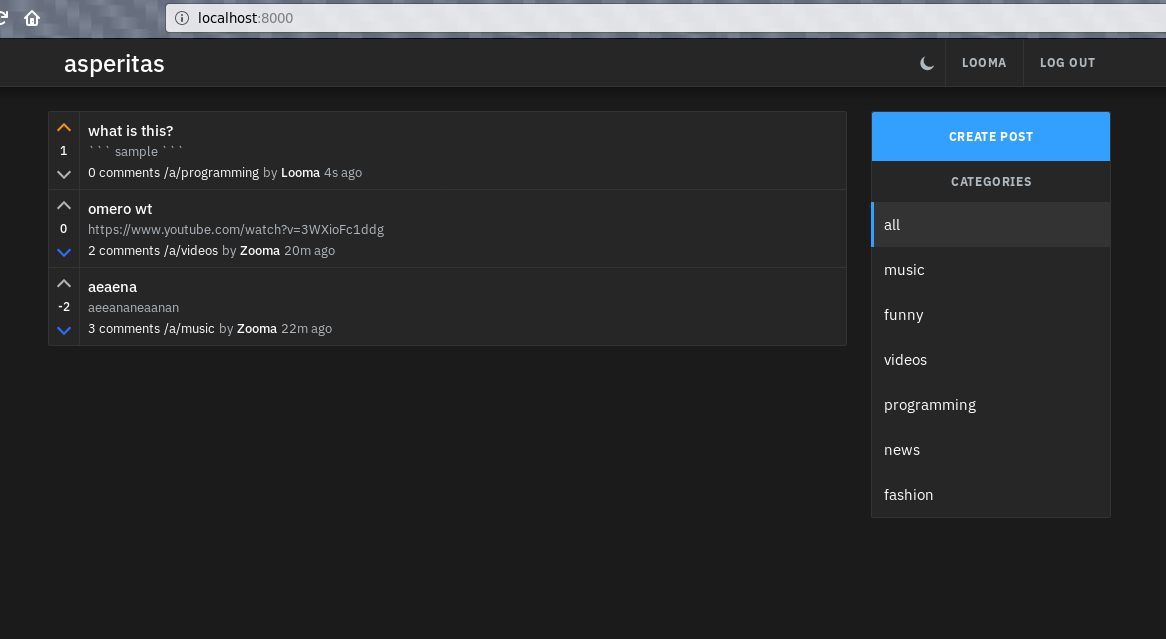 localhost:8000
asperitas
LOOMA
LOG OUT
1
what is this?
``` sample ```
0 comments /a/programming by Looma 4s ago
0
omero wt
https://www.youtube.com/watch?v=3WXioFc1ddg
2 comments /a/videos by Zooma 20m ago
-2
aeaena
aeeananeaanan
3 comments /a/music by Zooma 22m ago
CREATE POST
CATEGORIES
all
music
funny
videos
programming
news
fashion